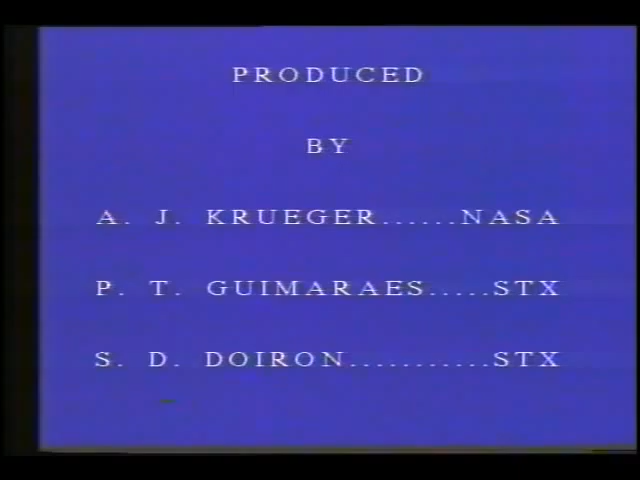 PRODUCED
BY
A. J. KRUEGER......NASA
P. T. GUIMARAES.....STX
S. D. DOIRON...........STX